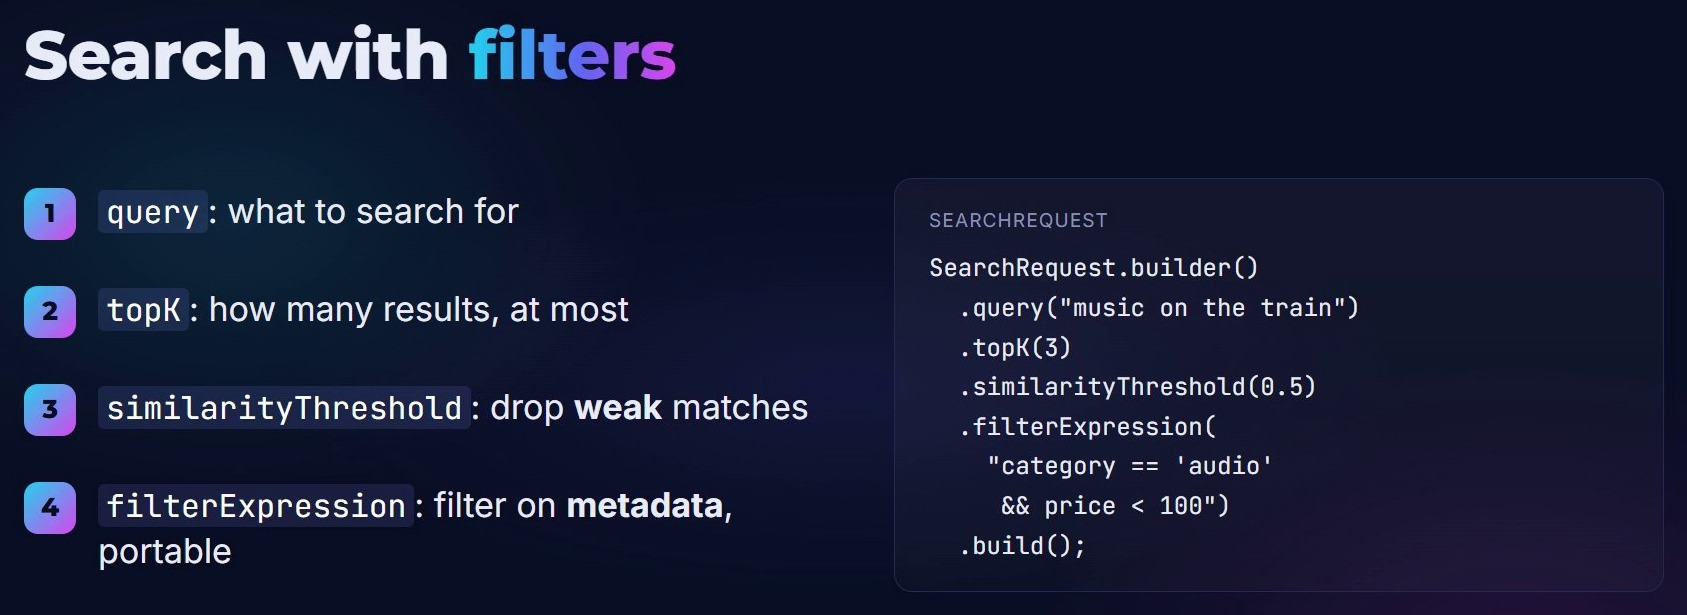 Search with filters
1 query: what to search for
2 topK: how many results, at most
3 similarityThreshold: drop weak matches
4 filterExpression: filter on metadata,
portable
SEARCHREQUEST
SearchRequest.builder()
  .query("music on the train")
  .topK(3)
  .similarityThreshold(0.5)
  .filterExpression(
    "category == 'audio'
     && price < 100")
  .build();